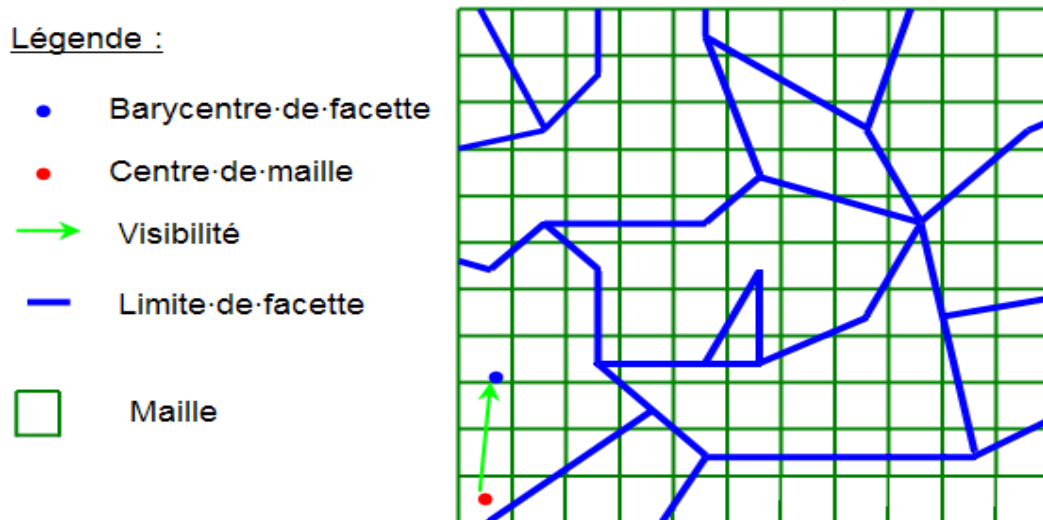 Légende :
Barycentre·de·facette
Centre·de·maille
Visibilité
Limite·de·facette
Maille